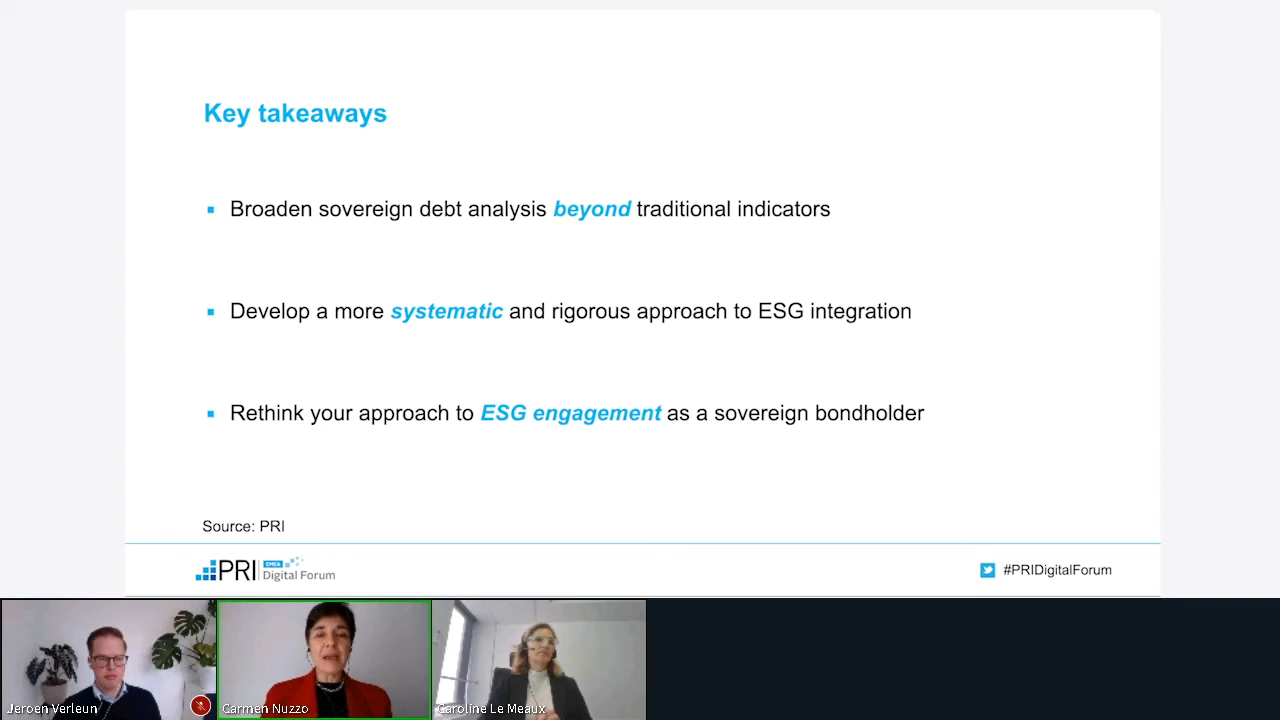 Key takeaways
Broaden sovereign debt analysis beyond traditional indicators
Develop a more systematic and rigorous approach to ESG integration
Rethink your approach to ESG engagement as a sovereign bondholder
Source: PRI
PRI EMEA Digital Forum
#PRIDigitalForum
Jeroen Verleun
Carmen Nuzzo
Caroline Le Meaux